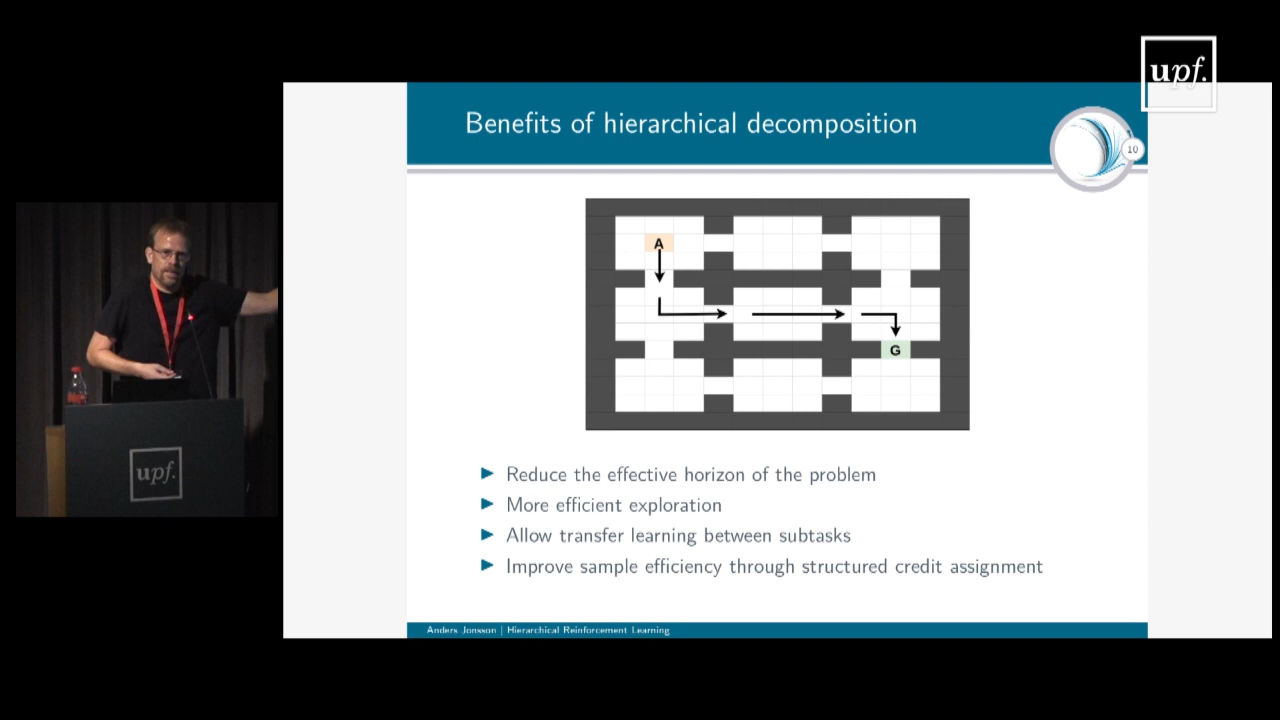 upf.
Benefits of hierarchical decomposition
10
A
G
Reduce the effective horizon of the problem
More efficient exploration
Allow transfer learning between subtasks
Improve sample efficiency through structured credit assignment
Anders Jonsson | Hierarchical Reinforcement Learning
upf.